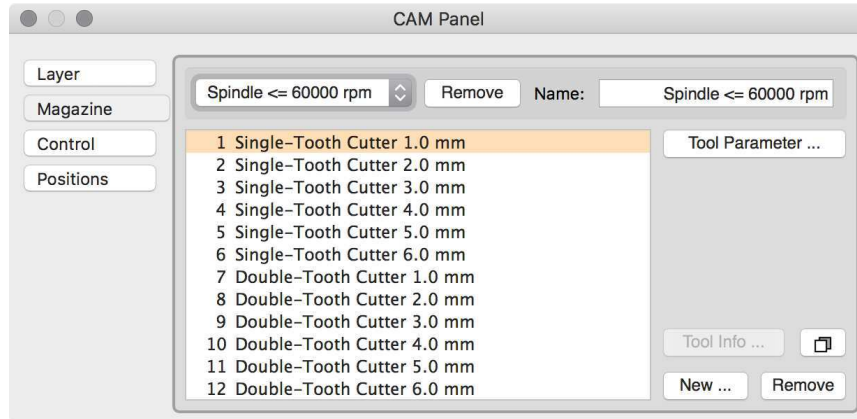 CAM Panel
Layer
Magazine
Control
Positions
Spindle <= 60000 rpm
Remove
Name:
Spindle <= 60000 rpm
1 Single-Tooth Cutter 1.0 mm
2 Single-Tooth Cutter 2.0 mm
3 Single-Tooth Cutter 3.0 mm
4 Single-Tooth Cutter 4.0 mm
5 Single-Tooth Cutter 5.0 mm
6 Single-Tooth Cutter 6.0 mm
7 Double-Tooth Cutter 1.0 mm
8 Double-Tooth Cutter 2.0 mm
9 Double-Tooth Cutter 3.0 mm
10 Double-Tooth Cutter 4.0 mm
11 Double-Tooth Cutter 5.0 mm
12 Double-Tooth Cutter 6.0 mm
Tool Parameter ...
Tool Info ...
New ...
Remove